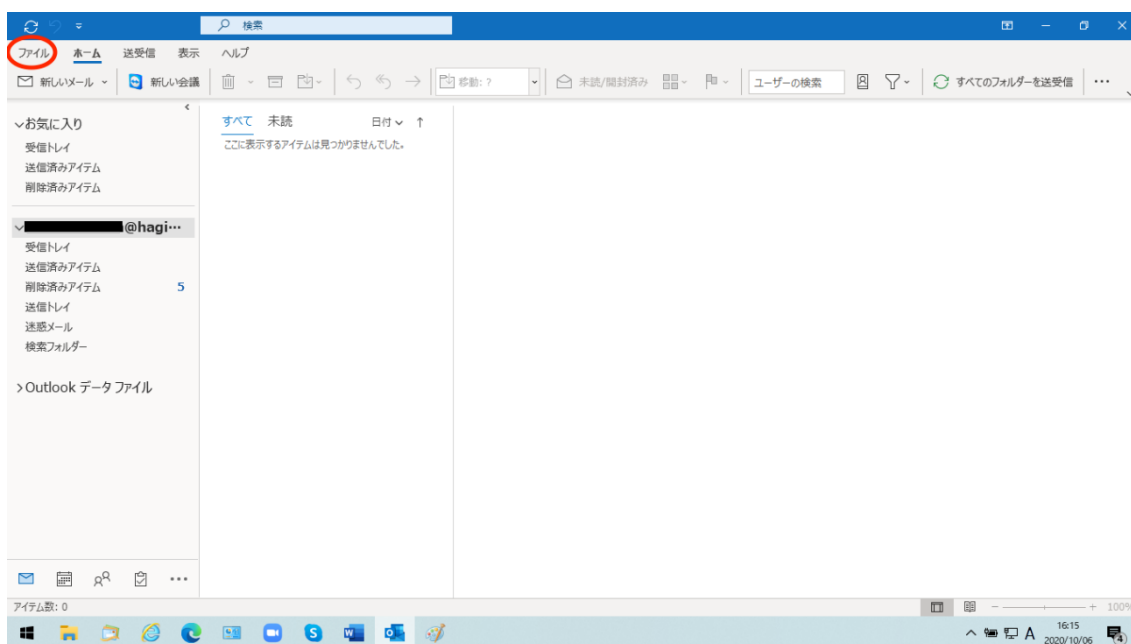 検索
ファイル ホーム 送受信 表示 ヘルプ
新しいメール 新しい会議 移動: ? 未読/開封済み ユーザーの検索 すべてのフォルダーを送受信 ...
お気に入り
受信トレイ
送信済みアイテム
削除済みアイテム
@hagi...
受信トレイ
送信済みアイテム
削除済みアイテム 5
送信トレイ
迷惑メール
検索フォルダー
Outlook データ ファイル
すべて 未読 日付 ↑
ここに表示するアイテムは見つかりませんでした。
アイテム数: 0
100%
A 16:15
2020/10/06
4